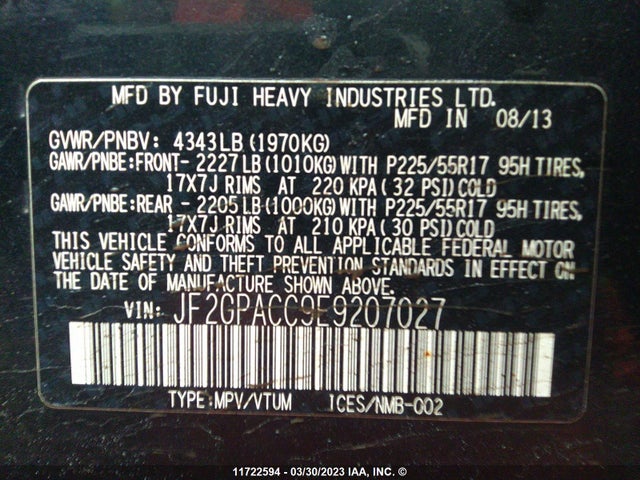 MFD BY FUJI HEAVY INDUSTRIES LTD.
MFD IN 08/13
GVWR/PNBV: 4343LB(1970KG)
GAWR/PNBE:FRONT- 2227LB(1010KG)WITH P225/55R17 95H TIRES,
17X7J RIMS AT 220 KPA( 32 PSI)COLD
GAWR/PNBE:REAR - 2205LB(1000KG)WITH P225/55R17 95H TIRES,
17X7J RIMS AT 210 KPA( 30 PSI)COLD
THIS VEHICLE CONFORMS TO ALL APPLICABLE FEDERAL MOTOR
VEHICLE SAFETY AND THEFT PREVENTION STANDARDS IN EFFECT ON
THE DATE OF MANUFACTURE SHOWN ABOVE.
VIN: JF2GPACC9E9207027
TYPE:MPV/VTUM ICES/NMB-002
11722594 - 03/30/2023 IAA, INC. ©